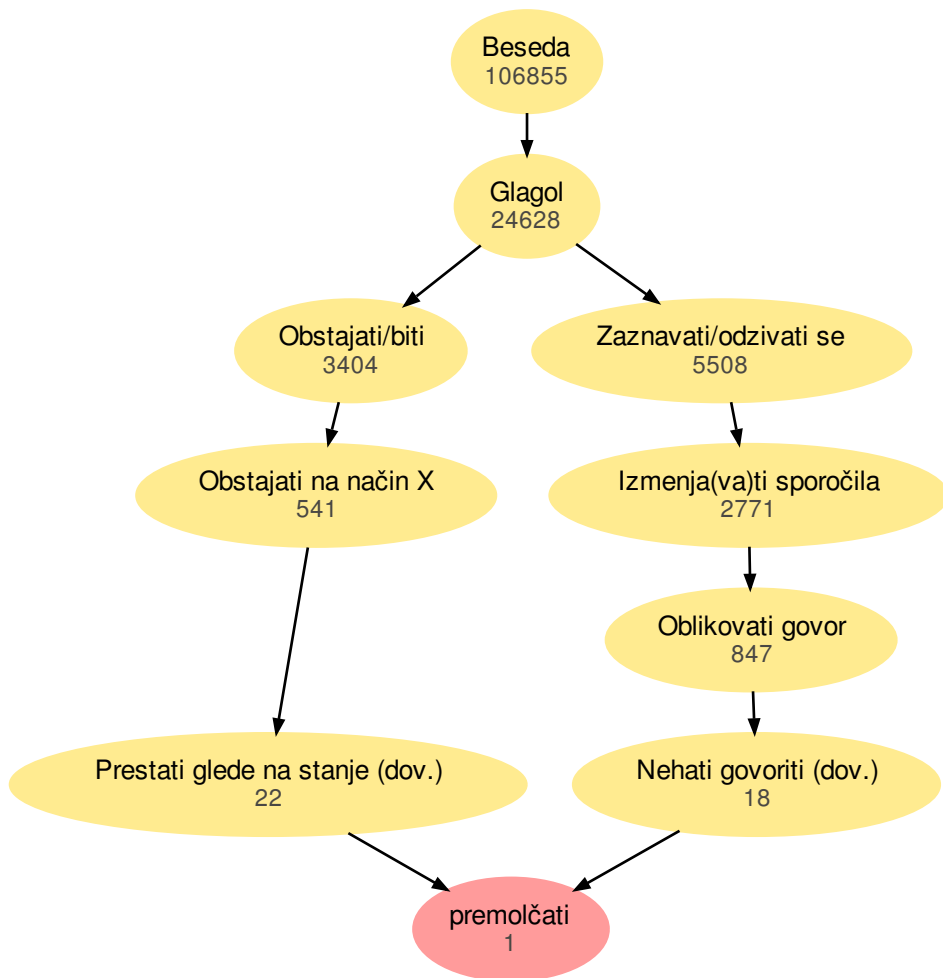 Beseda
106855
Glagol
24628
Obstajati/biti
3404
Zaznavati/odzivati se
5508
Obstajati na način X
541
Izmenja(va)ti sporočila
2771
Oblikovati govor
847
Prestati glede na stanje (dov.)
22
Nehati govoriti (dov.)
18
premolčati
1